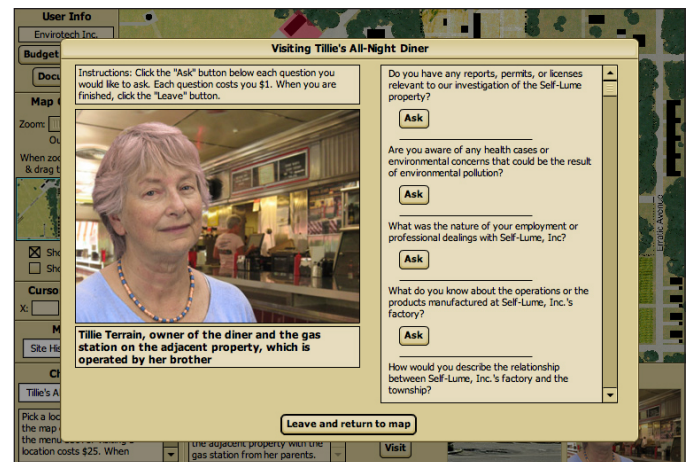 User Info
Envirotech Inc.
Budget
Docu
Map C
Zoom:
Ou
When zoo
& drag t
Sho
Sho
Curso
X:
M
Site His
Ch
Tillie's A
Pick a loc
the map
the menu
location costs $25. When
Visiting Tillie's All-Night Diner
Instructions: Click the "Ask" button below each question you
would like to ask. Each question costs you $1. When you are
finished, click the "Leave" button.
Tillie Terrain, owner of the diner and the gas
station on the adjacent property, which is
operated by her brother
Do you have any reports, permits, or licenses
relevant to our investigation of the Self-Lume
property?
Ask
Are you aware of any health cases or
environmental concerns that could be the result
of environmental pollution?
Ask
What was the nature of your employment or
professional dealings with Self-Lume, Inc?
Ask
What do you know about the operations or the
products manufactured at Self-Lume, Inc.'s
factory?
Ask
How would you describe the relationship
between Self-Lume, Inc.'s factory and the
township?
Leave and return to map
the adjacent property with the
gas station from her parents.
Visit
Erratic Avenue